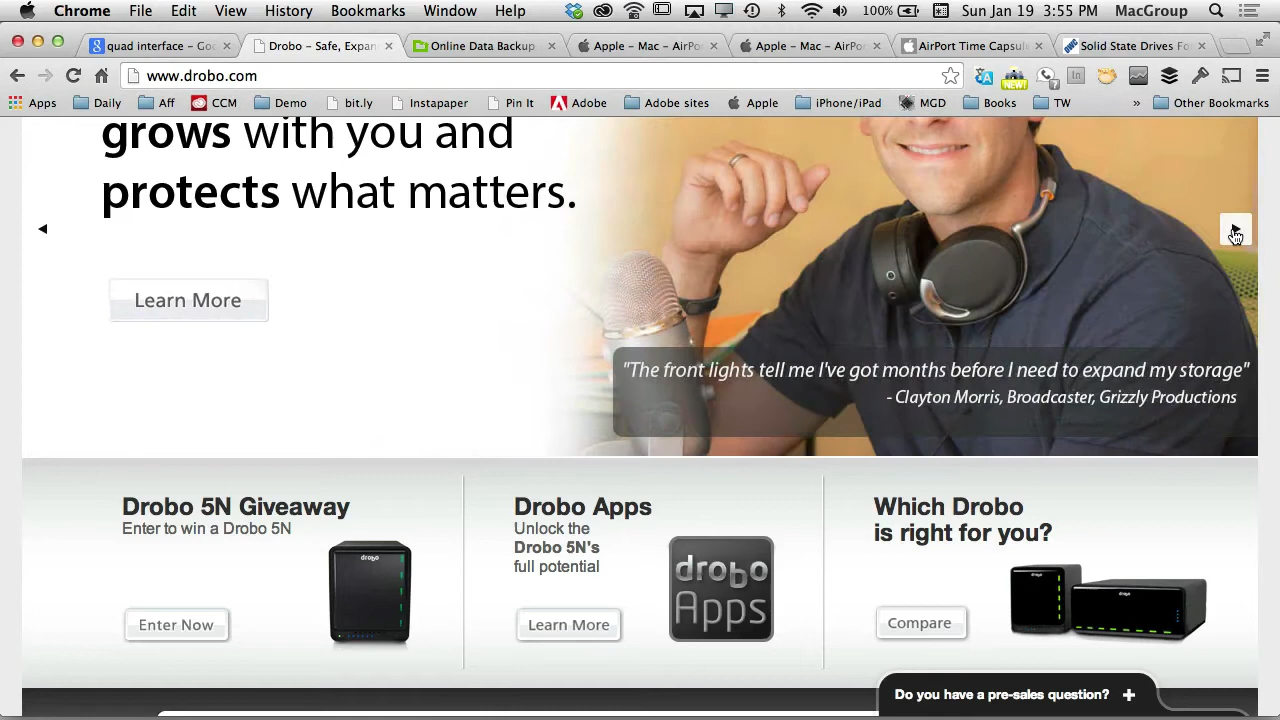 Chrome File Edit View History Bookmarks Window Help 100% Sun Jan 19 3:55 PM MacGroup
quad interface – Goo
Drobo – Safe, Expa
Online Data Backup
Apple – Mac – AirPo
Apple – Mac – AirPo
AirPort Time Capsul
Solid State Drives Fo
www.drobo.com
NEW!
Apps Daily Aff CCM Demo bit.ly Instapaper Pin It Adobe Adobe sites Apple iPhone/iPad MGD Books TW » Other Bookmarks
grows with you and
protects what matters.
Learn More
"The front lights tell me I've got months before I need to expand my storage"
- Clayton Morris, Broadcaster, Grizzly Productions
Drobo 5N Giveaway
Enter to win a Drobo 5N
drobo
Enter Now
Drobo Apps
Unlock the
Drobo 5N's
full potential
drobo
Apps
Learn More
Which Drobo
is right for you?
drobo
drobo
Compare
Do you have a pre-sales question? +